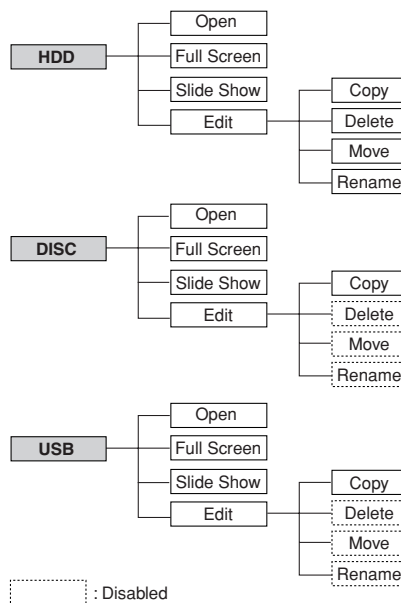 HDD
Open
Full Screen
Slide Show
Edit
Copy
Delete
Move
Rename
DISC
Open
Full Screen
Slide Show
Edit
Copy
Delete
Move
Rename
USB
Open
Full Screen
Slide Show
Edit
Copy
Delete
Move
Rename
: Disabled